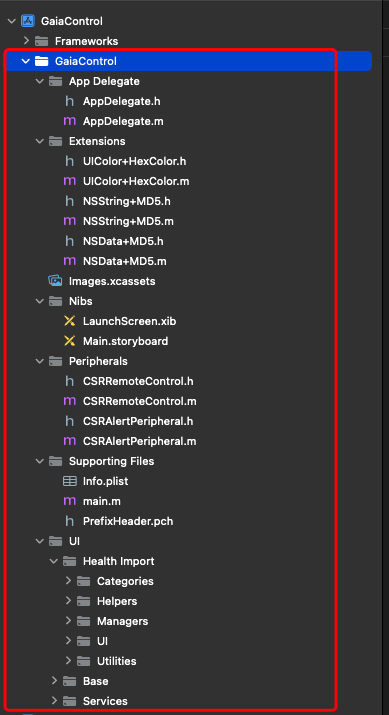 GaiaControl
Frameworks
GaiaControl
App Delegate
h AppDelegate.h
m AppDelegate.m
Extensions
h UIColor+HexColor.h
m UIColor+HexColor.m
h NSString+MD5.h
m NSString+MD5.m
h NSData+MD5.h
m NSData+MD5.m
Images.xcassets
Nibs
LaunchScreen.xib
Main.storyboard
Peripherals
h CSRRemoteControl.h
m CSRRemoteControl.m
h CSRAlertPeripheral.h
m CSRAlertPeripheral.m
Supporting Files
Info.plist
m main.m
h PrefixHeader.pch
UI
Health Import
Categories
Helpers
Managers
UI
Utilities
Base
Services